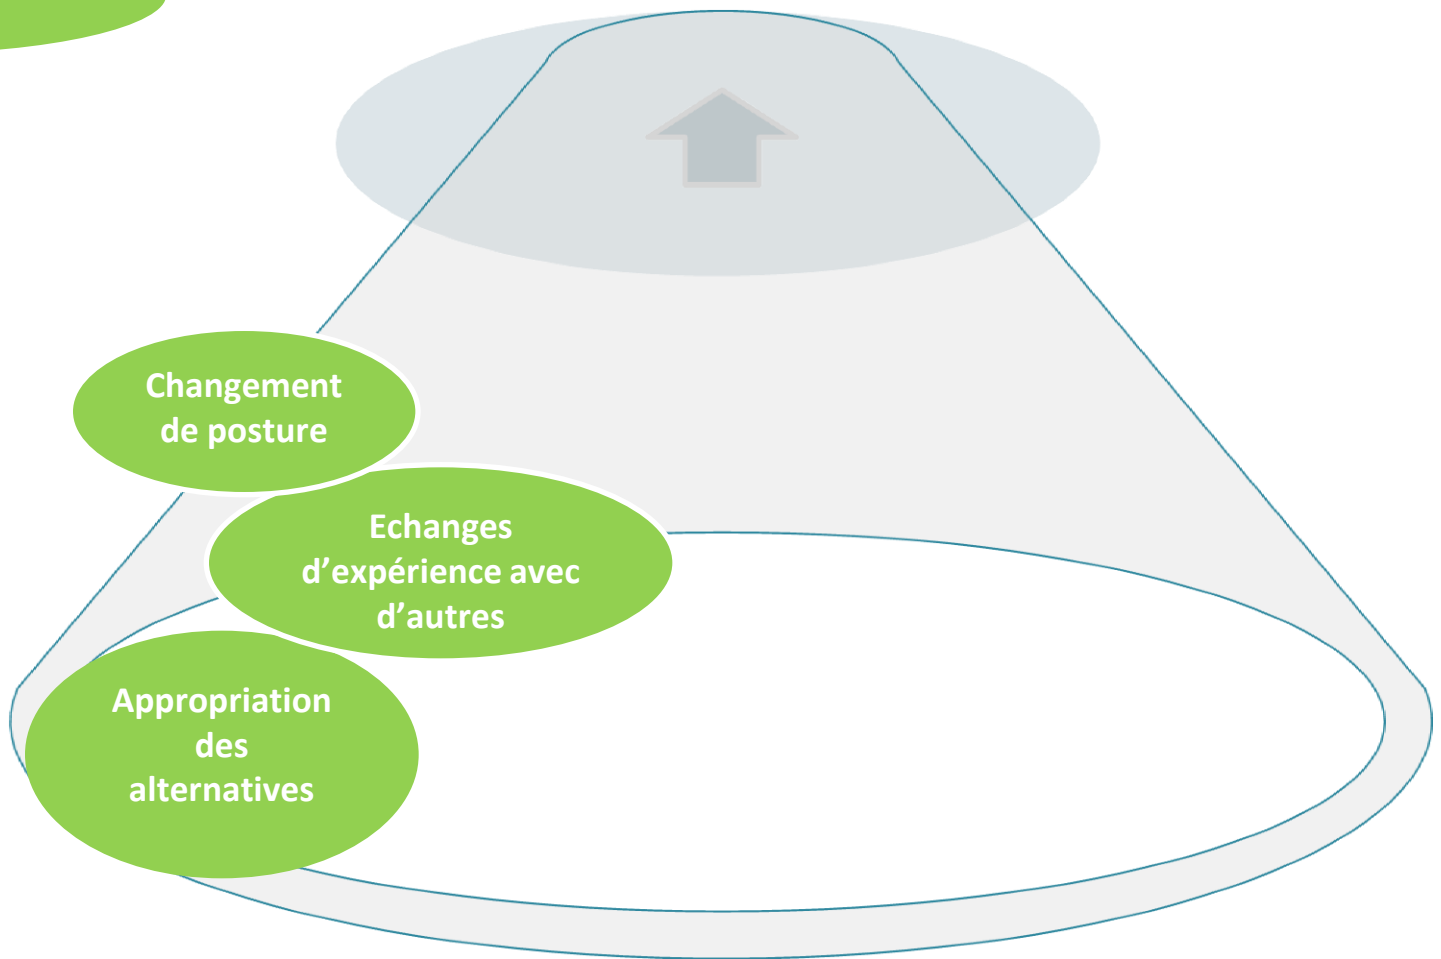 Changement
de posture
Echanges
d’expérience avec
d’autres
Appropriation
des
alternatives